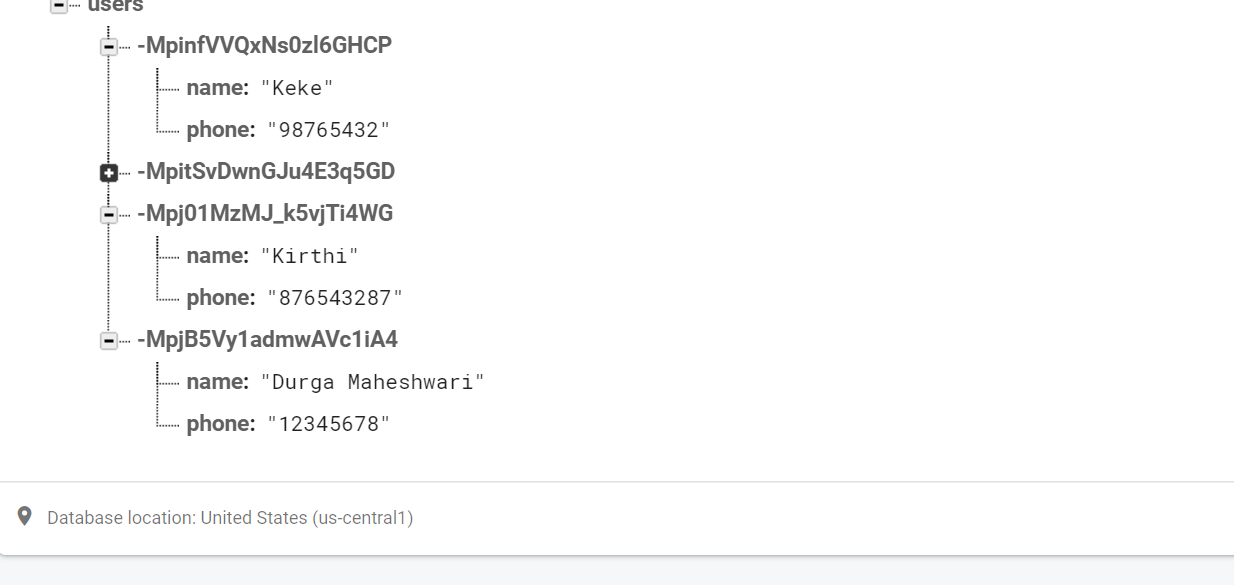 users
-MpinfVVQxNs0zl6GHCP
name: "Keke"
phone: "98765432"
-MpitSvDwnGJu4E3q5GD
-Mpj01MzMJ_k5vjTi4WG
name: "Kirthi"
phone: "876543287"
-MpjB5Vy1admwAVc1iA4
name: "Durga Maheshwari"
phone: "12345678"
Database location: United States (us-central1)